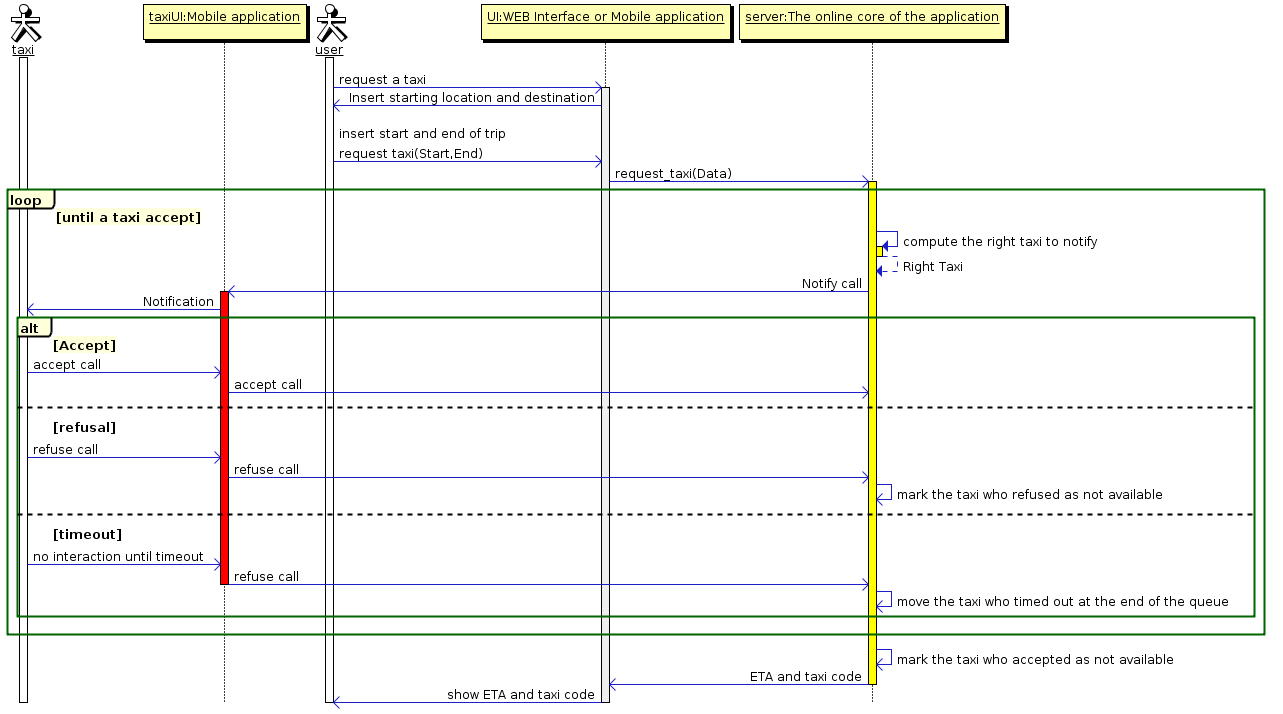 taxiUI:Mobile application
UI:WEB Interface or Mobile application
server:The online core of the application
taxi
user
request a taxi
Insert starting location and destination
insert start and end of trip
request taxi(Start,End)
request_taxi(Data)
loop
[until a taxi accept]
compute the right taxi to notify
Right Taxi
Notify call
Notification
alt
[Accept]
accept call
accept call
[refusal]
refuse call
refuse call
mark the taxi who refused as not available
[timeout]
no interaction until timeout
refuse call
move the taxi who timed out at the end of the queue
mark the taxi who accepted as not available
ETA and taxi code
show ETA and taxi code